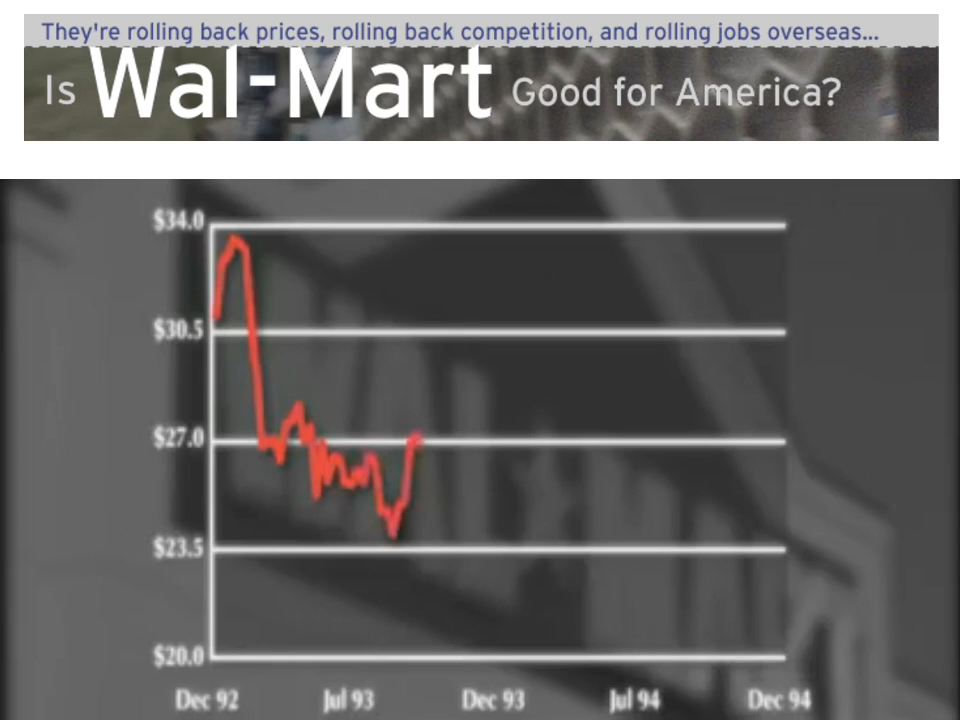 They're rolling back prices, rolling back competition, and rolling jobs overseas...
Is Wal-Mart Good for America?
$34.0
$30.5
$27.0
$23.5
$20.0
Dec 92 Jul 93 Dec 93 Jul 94 Dec 94